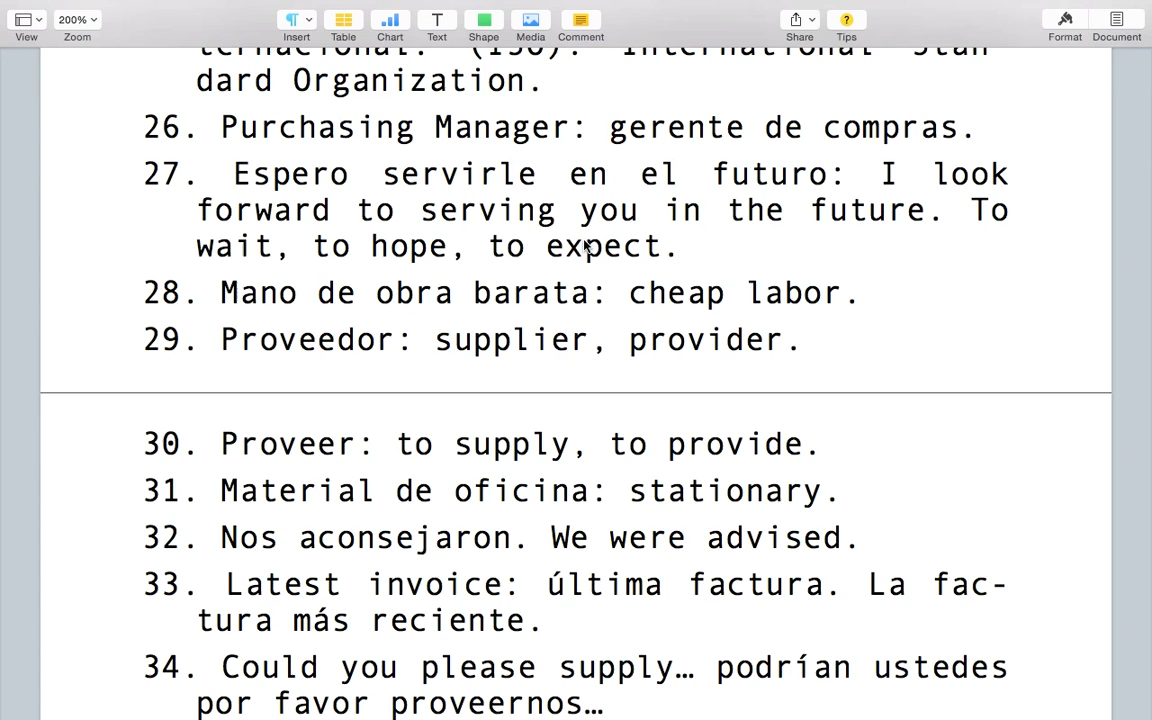 200%
View
Zoom
Insert
Table
Chart
Text
Shape
Media
Comment
Share
Tips
Format
Document
ternacional. (ISO): International Stan-
dard Organization.
26. Purchasing Manager: gerente de compras.
27. Espero servirle en el futuro: I look
forward to serving you in the future. To
wait, to hope, to expect.
28. Mano de obra barata: cheap labor.
29. Proveedor: supplier, provider.
30. Proveer: to supply, to provide.
31. Material de oficina: stationary.
32. Nos aconsejaron. We were advised.
33. Latest invoice: última factura. La fac-
tura más reciente.
34. Could you please supply… podrían ustedes
por favor proveernos…